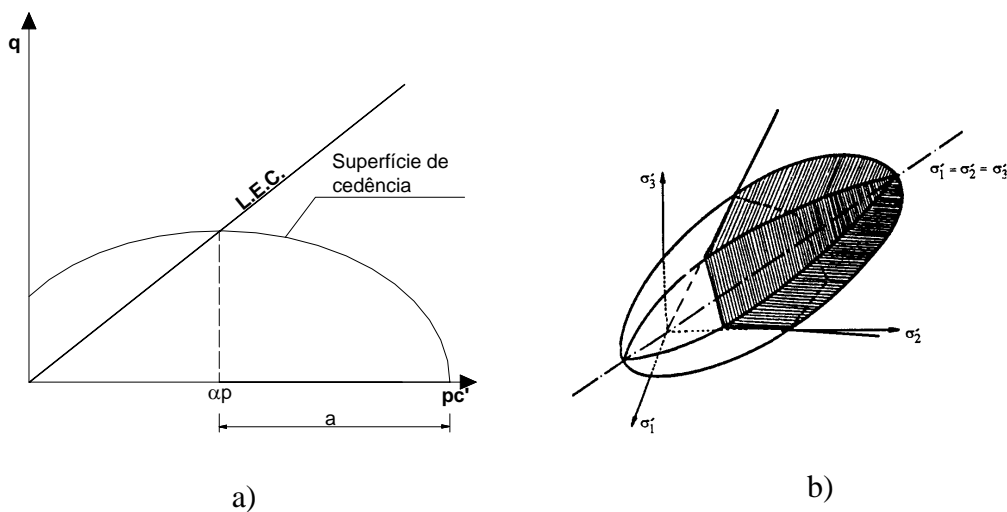 q
L.E.C.
Superfície de
cedência
αp
pc'
a
a)
σ′3
σ′1 = σ′2 = σ′3
σ′2
σ′1
b)